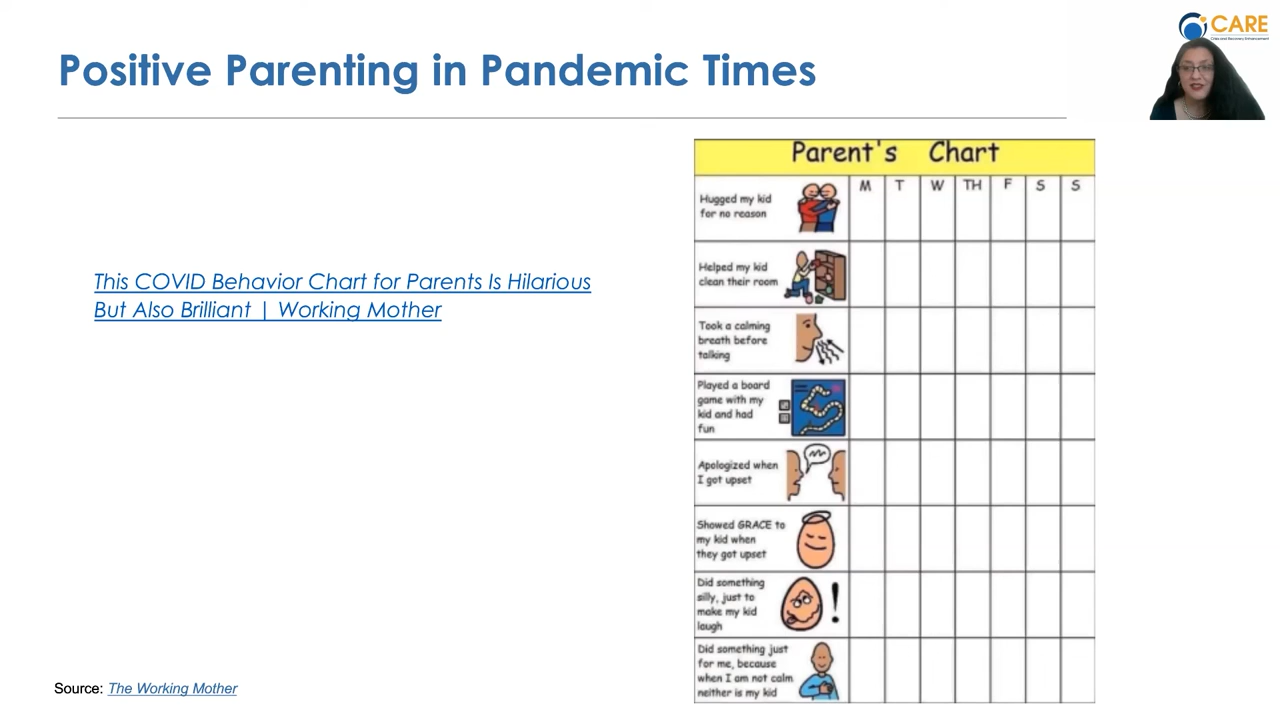 CARE
Crisis and Recovery Enhancement
Positive Parenting in Pandemic Times
This COVID Behavior Chart for Parents Is Hilarious
But Also Brilliant | Working Mother
Parent's Chart
M T W TH F S S
Hugged my kid
for no reason
Helped my kid
clean their room
Took a calming
breath before
talking
Played a board
game with my
kid and had
fun
Apologized when
I got upset
Showed GRACE to
my kid when
they got upset
Did something
silly, just to
make my kid
laugh
!
Did something just
for me, because
when I am not calm
neither is my kid
Source: The Working Mother